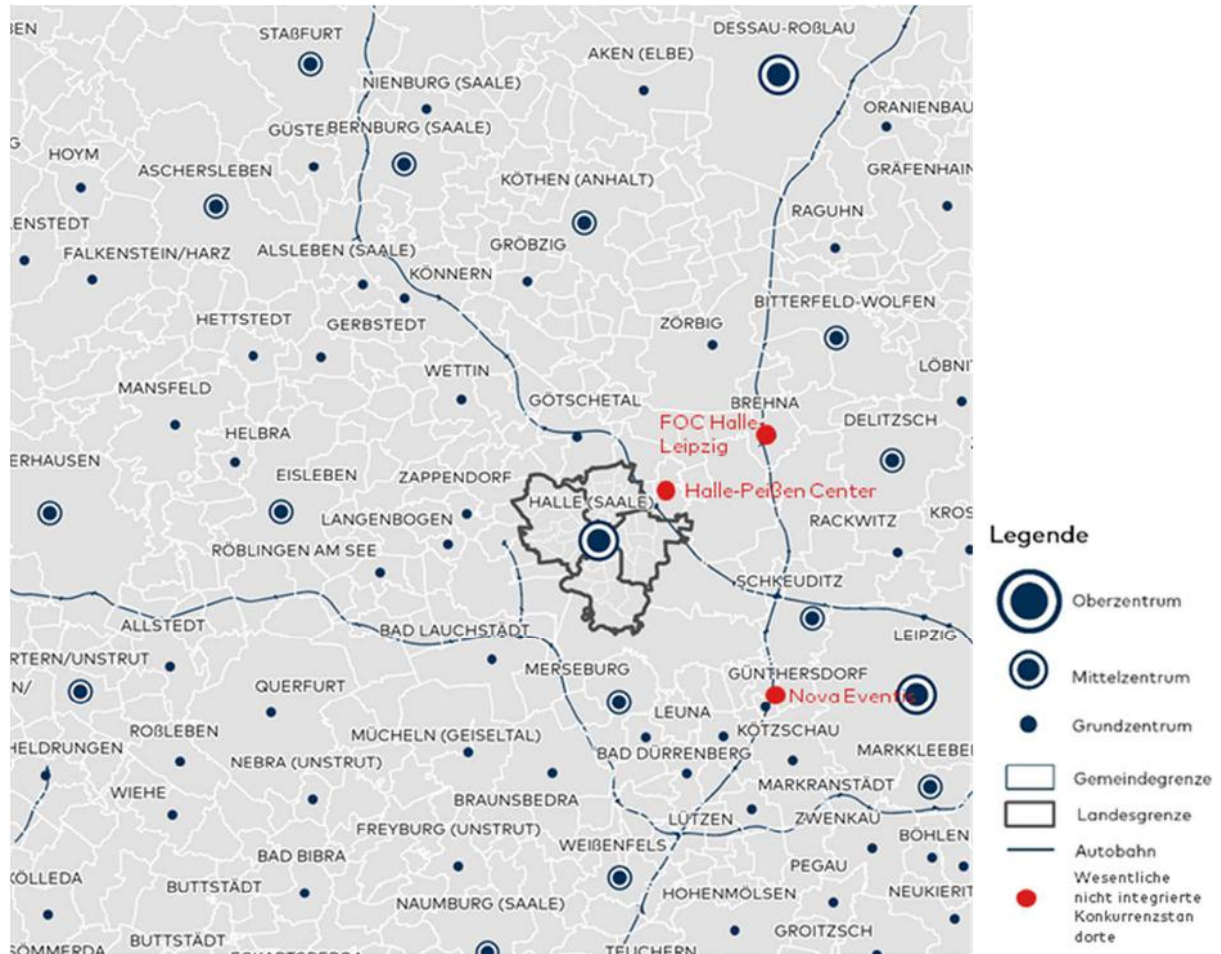 BEN
STAßFURT
DESSAU-ROßLAU
AKEN (ELBE)
NIENBURG (SAALE)
ORANIENBAU
GÜSTE
BERNBURG (SAALE)
G
HOYM
ASCHERSLEBEN
KÖTHEN (ANHALT)
GRÄFENHAIN
RAGUHN
LENSTEDT
FALKENSTEIN/HARZ
ALSLEBEN (SAALE)
GRÖBZIG
KÖNNERN
BITTERFELD-WOLFEN
HETTSTEDT
GERBSTEDT
ZÖRBIG
LÖBNIT
WETTIN
MANSFELD
GÖTSCHETAL
BREHNA
DELITZSCH
FOC Halle-
Leipzig
HELBRA
ERHAUSEN
EISLEBEN
ZAPPENDORF
Halle-Peißen Center
HALLE (SAALE)
LANGENBOGEN
RACKWITZ
KROS
RÖBLINGEN AM SEE
SCHKEUDITZ
ALLSTEDT
BAD LAUCHSTÄDT
LEIPZIG
RTERN/UNSTRUT
MERSEBURG
GÜNTHERSDORF
N/
QUERFURT
Nova Eventis
LEUNA
ROßLEBEN
MÜCHELN (GEISELTAL)
KÖTZSCHAU
HELDRUNGEN
NEBRA (UNSTRUT)
BAD DÜRRENBERG
MARKKLEEBE
WIEHE
BRAUNSBEDRA
MARKRANSTÄDT
FREYBURG (UNSTRUT)
LÜTZEN
ZWENKAU
BÖHLEN
BAD BIBRA
WEIßENFELS
PEGAU
KÖLLEDA
BUTTSTÄDT
NAUMBURG (SAALE)
HOHENMÖLSEN
NEUKIERIT
GROITZSCH
SÖMMERDA
BUTTSTÄDT
ECKARTSBERGA
TEUCHERN
Legende
Oberzentrum
Mittelzentrum
Grundzentrum
Gemeindegrenze
Landesgrenze
Autobahn
Wesentliche
nicht integrierte
Konkurrenzstan
dorte